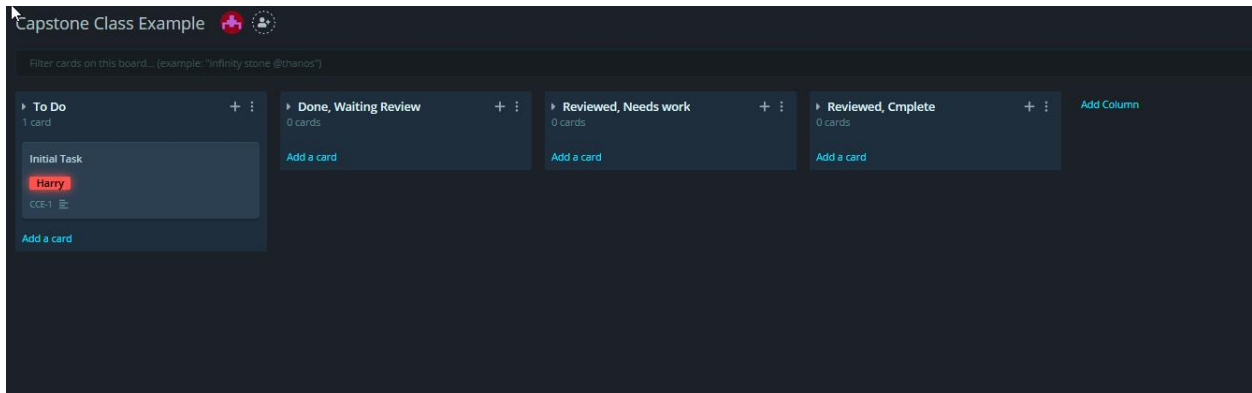 Capstone Class Example
Filter cards on this board... (example: "infinity stone @thanos")
To Do
1 card
Initial Task
Harry
CCE-1
Add a card
Done, Waiting Review
0 cards
Add a card
Reviewed, Needs work
0 cards
Add a card
Reviewed, Cmplete
0 cards
Add a card
Add Column